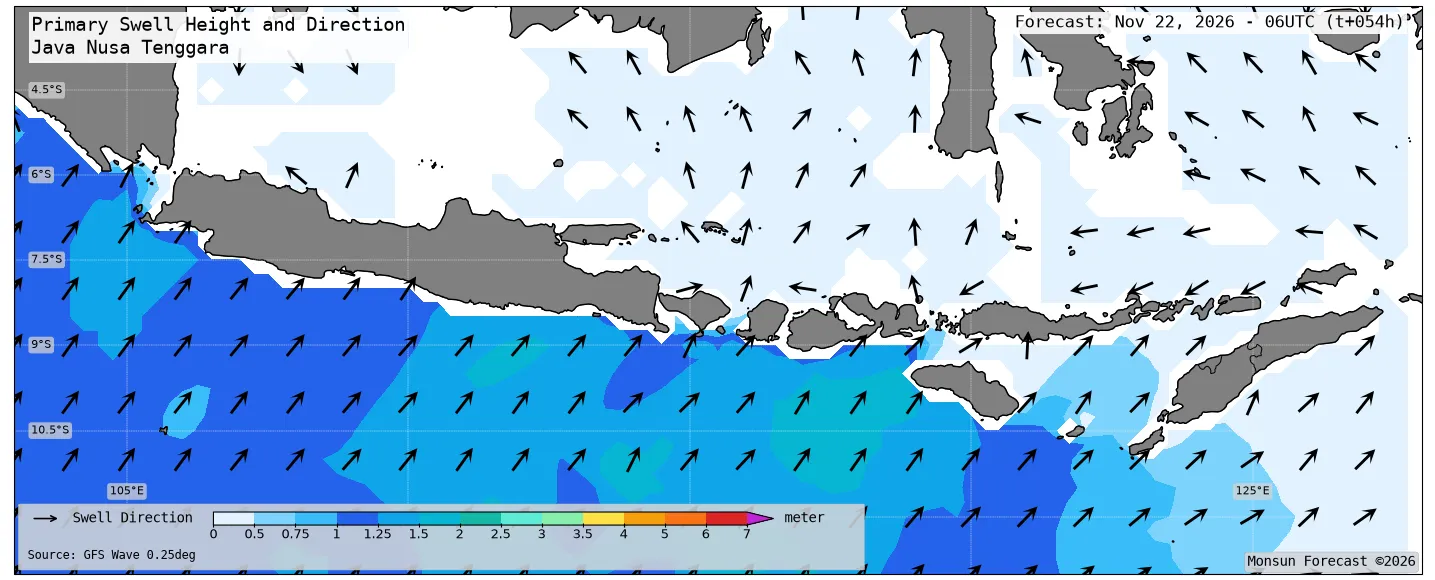 Primary Swell Height and Direction
Java Nusa Tenggara
Forecast: Nov 22, 2026 - 06UTC (t+054h)
4.5°S
6°S
7.5°S
9°S
10.5°S
105°E
125°E
Swell Direction
0 0.5 0.75 1 1.25 1.5 2 2.5 3 3.5 4 5 6 7
meter
Source: GFS Wave 0.25deg
Monsun Forecast ©2026